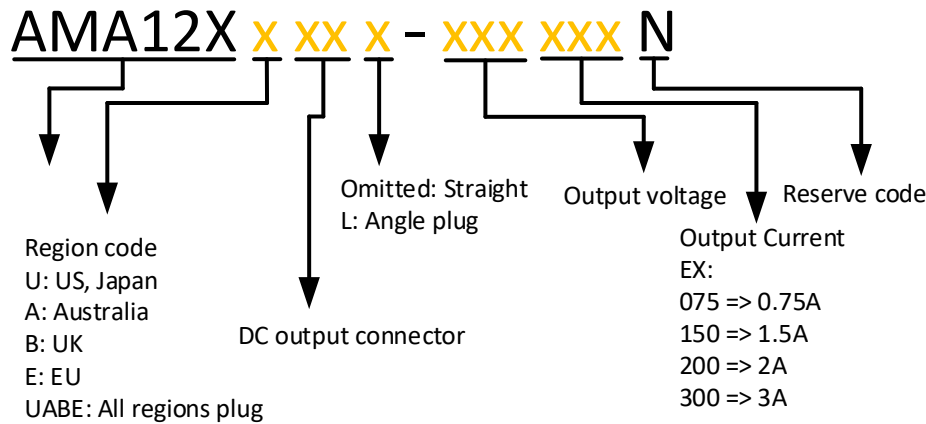 AMA12X x xx x - xxx xxx N
Omitted: Straight
L: Angle plug
Output voltage
Reserve code
Region code
U: US, Japan
A: Australia
B: UK
E: EU
UABE: All regions plug
DC output connector
Output Current
EX:
075 => 0.75A
150 => 1.5A
200 => 2A
300 => 3A